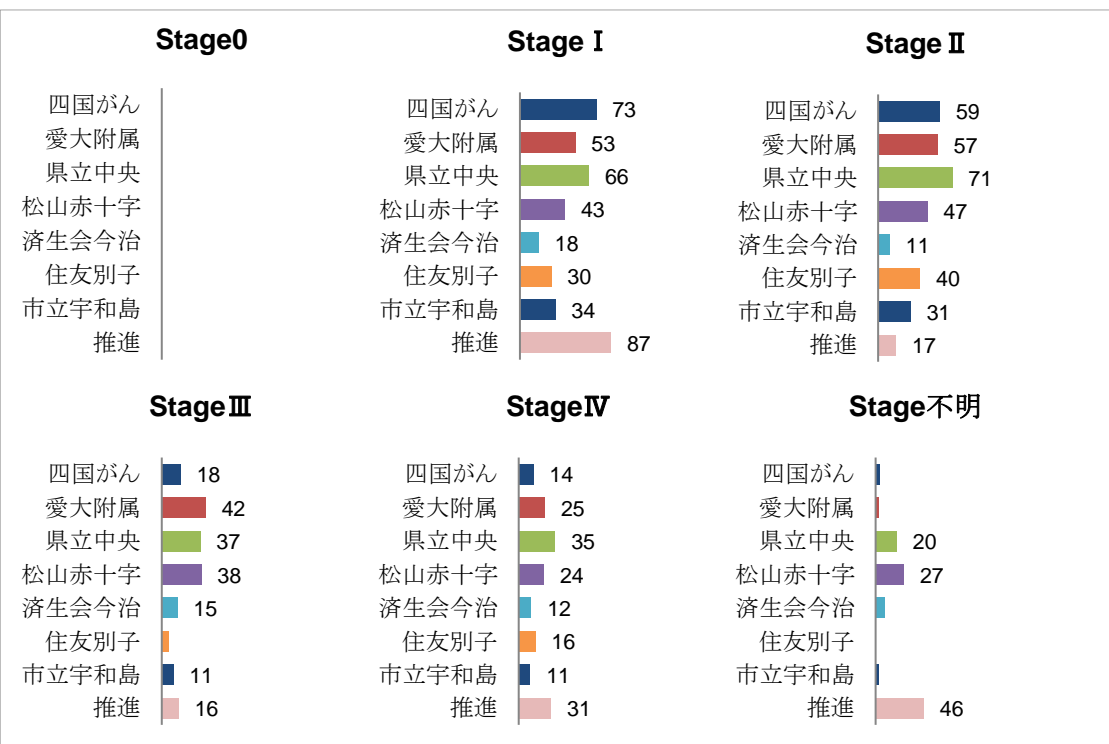 Stage0
四国がん
愛大附属
県立中央
松山赤十字
済生会今治
住友別子
市立宇和島
推進
StageⅠ
四国がん 73
愛大附属 53
県立中央 66
松山赤十字 43
済生会今治 18
住友別子 30
市立宇和島 34
推進 87
StageⅡ
四国がん 59
愛大附属 57
県立中央 71
松山赤十字 47
済生会今治 11
住友別子 40
市立宇和島 31
推進 17
StageⅢ
四国がん 18
愛大附属 42
県立中央 37
松山赤十字 38
済生会今治 15
住友別子
市立宇和島 11
推進 16
StageⅣ
四国がん 14
愛大附属 25
県立中央 35
松山赤十字 24
済生会今治 12
住友別子 16
市立宇和島 11
推進 31
Stage不明
四国がん
愛大附属
県立中央 20
松山赤十字 27
済生会今治
住友別子
市立宇和島
推進 46